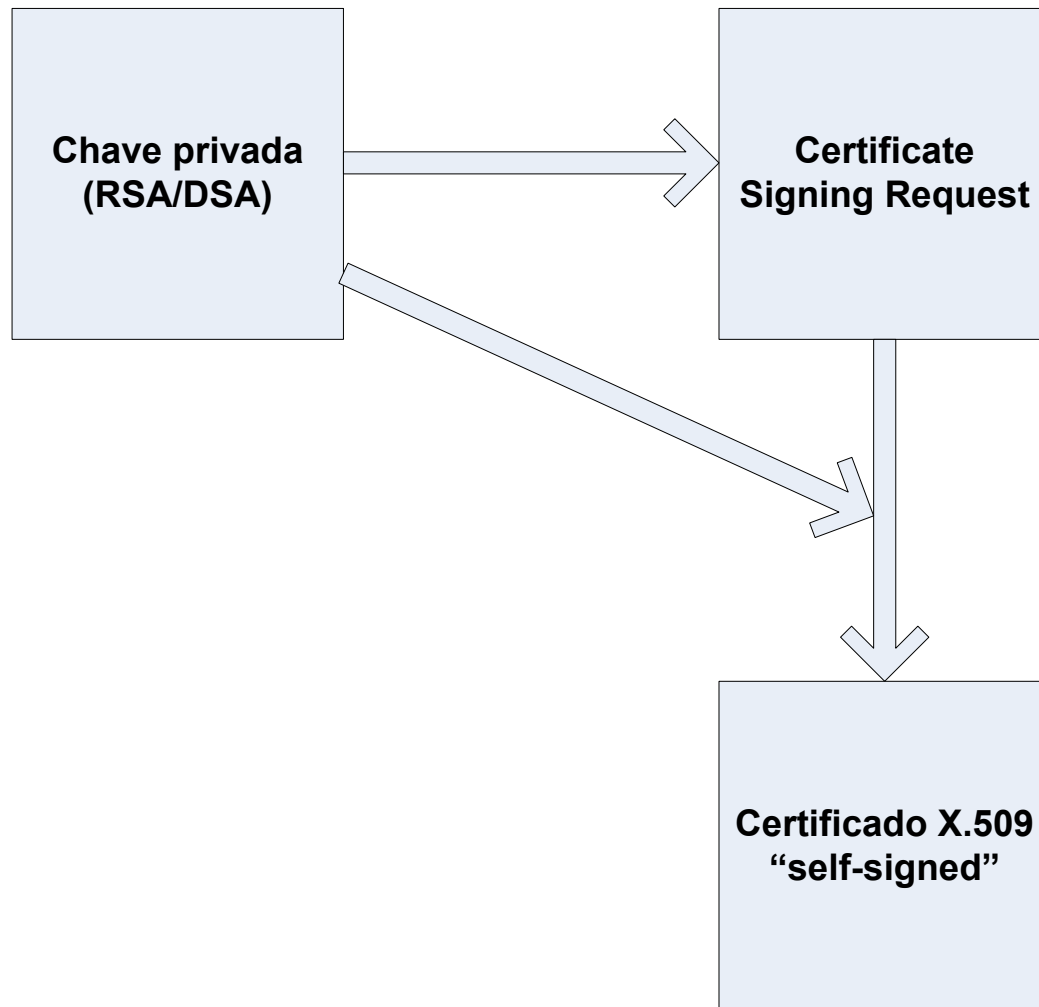 Chave privada
(RSA/DSA)
Certificate
Signing Request
Certificado X.509
“self-signed”